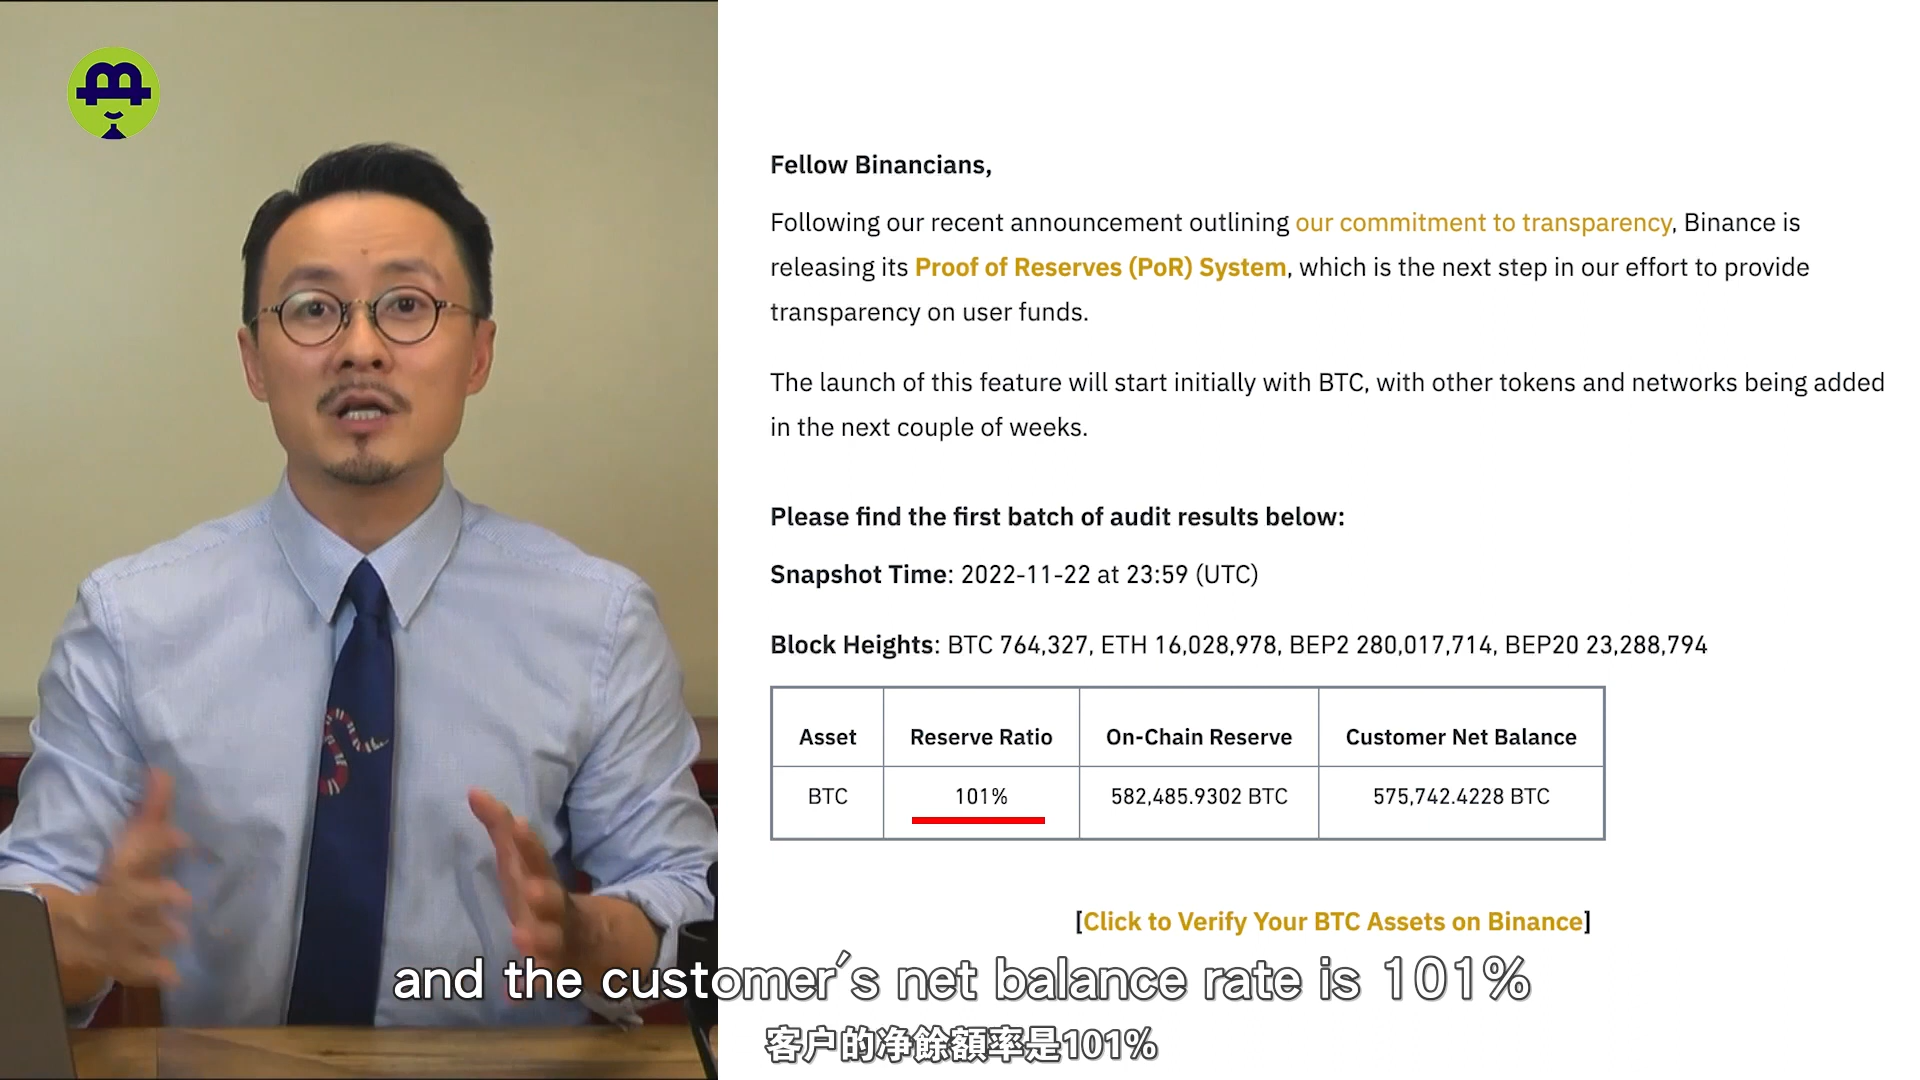 Fellow Binancians,
Following our recent announcement outlining our commitment to transparency, Binance is
releasing its Proof of Reserves (PoR) System, which is the next step in our effort to provide
transparency on user funds.
The launch of this feature will start initially with BTC, with other tokens and networks being added
in the next couple of weeks.
Please find the first batch of audit results below:
Snapshot Time: 2022-11-22 at 23:59 (UTC)
Block Heights: BTC 764,327, ETH 16,028,978, BEP2 280,017,714, BEP20 23,288,794
Asset Reserve Ratio On-Chain Reserve Customer Net Balance
BTC 101% 582,485.9302 BTC 575,742.4228 BTC
[Click to Verify Your BTC Assets on Binance]
and the customer's net balance rate is 101%
客户的净餘額率是101%